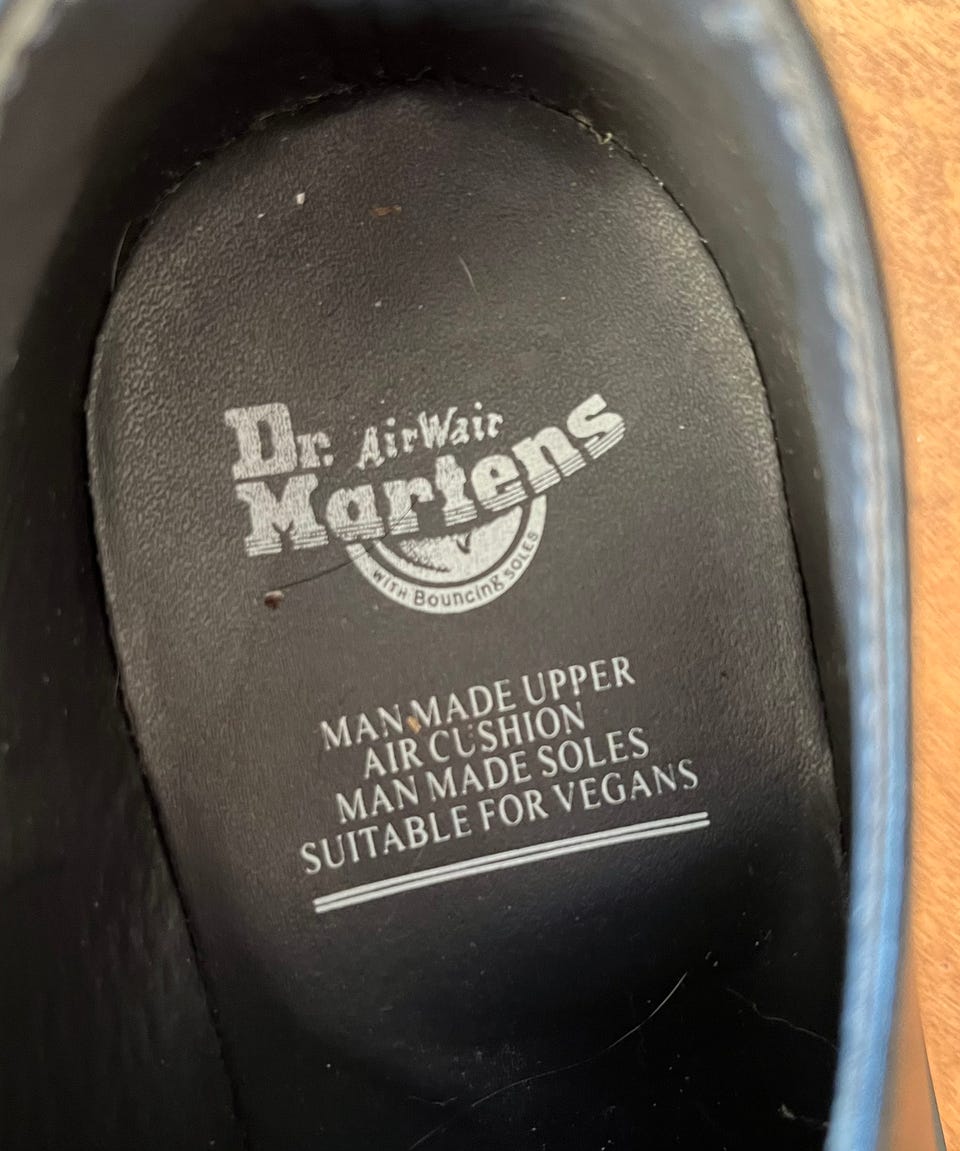 Dr. AirWair
Martens
WITH Bouncing SOLES
MAN MADE UPPER
AIR CUSHION
MAN MADE SOLES
SUITABLE FOR VEGANS